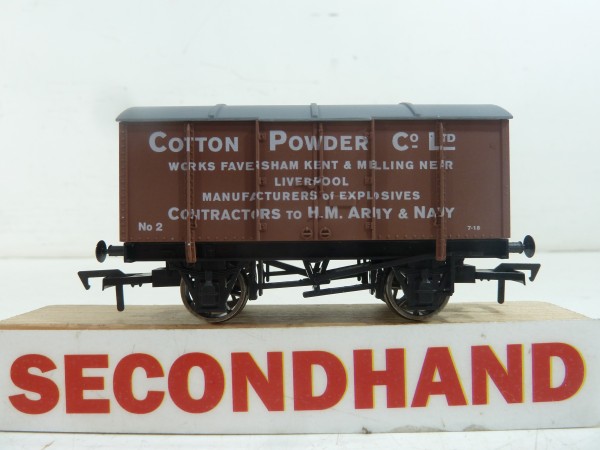 COTTON POWDER CO LTD
WORKS FAVERSHAM KENT & MELLING NEAR
LIVERPOOL
MANUFACTURERS of EXPLOSIVES
CONTRACTORS TO H.M. ARMY & NAVY
No 2
7-18
SECONDHAND